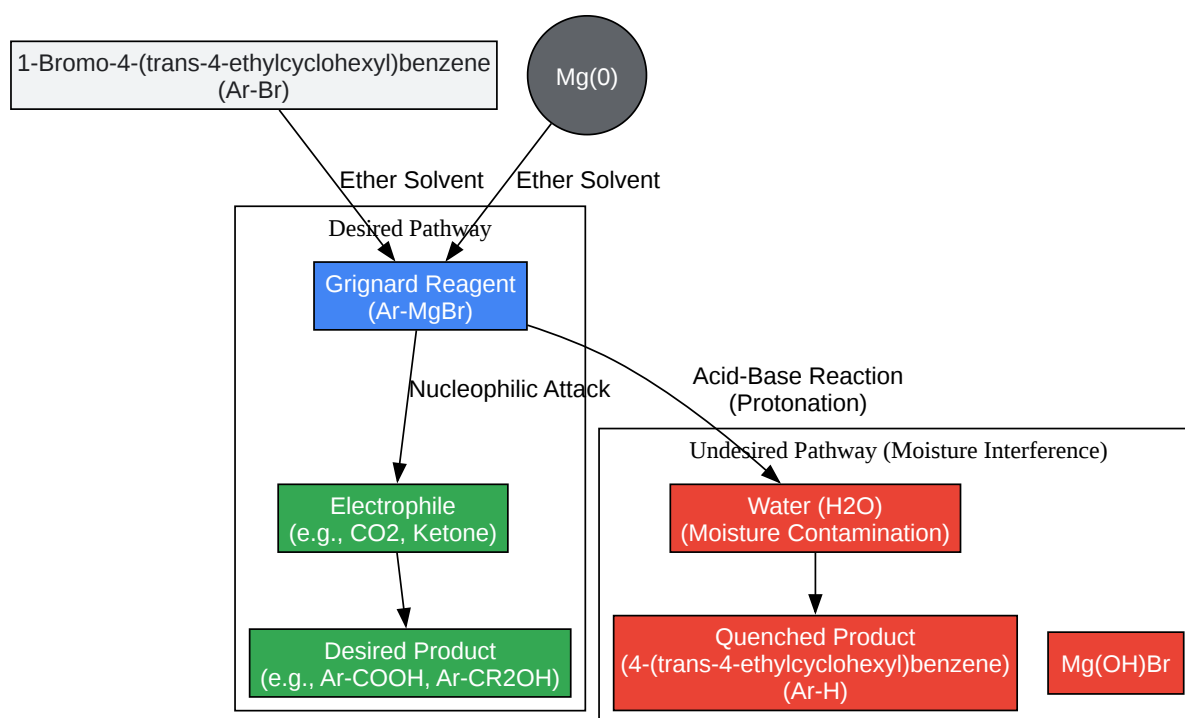 1-Bromo-4-(trans-4-ethylcyclohexyl)benzene
(Ar-Br)
Mg(0)
Ether Solvent
Ether Solvent
Desired Pathway
Grignard Reagent
(Ar-MgBr)
Nucleophilic Attack
Acid-Base Reaction
(Protonation)
Undesired Pathway (Moisture Interference)
Electrophile
(e.g., CO2, Ketone)
Water (H2O)
(Moisture Contamination)
Desired Product
(e.g., Ar-COOH, Ar-CR2OH)
Quenched Product
(4-(trans-4-ethylcyclohexyl)benzene)
(Ar-H)
Mg(OH)Br